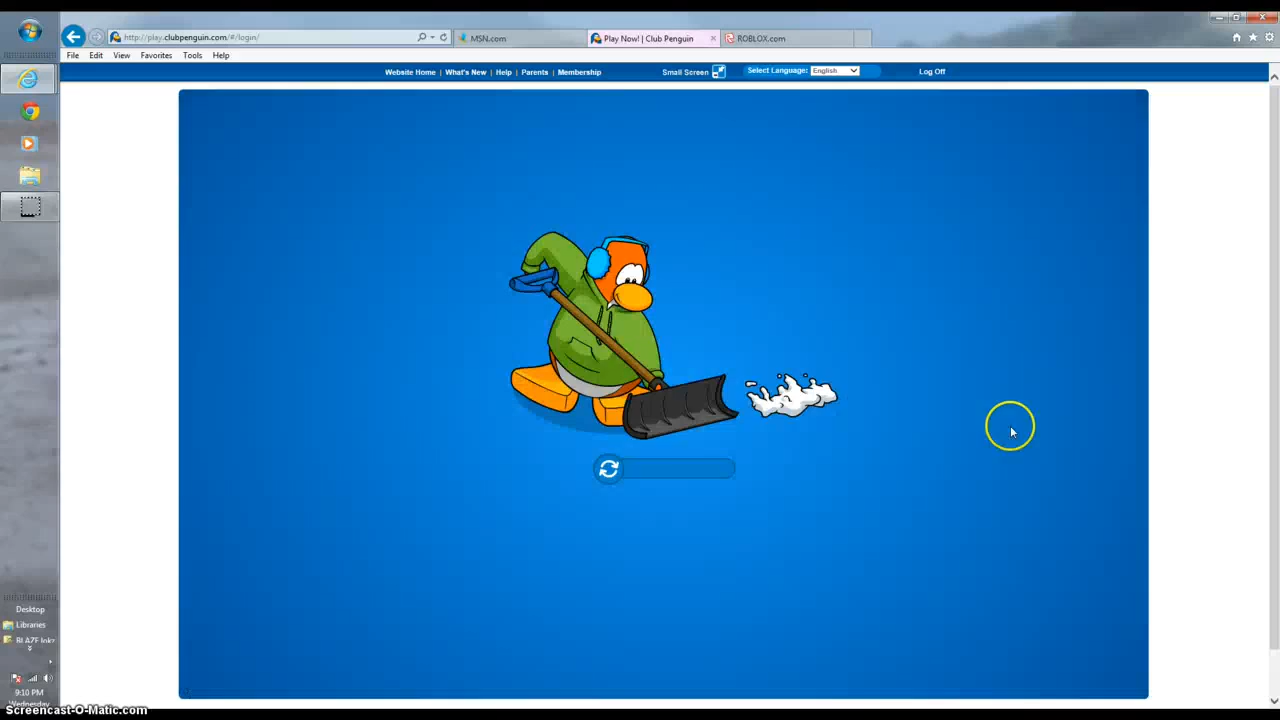 http://play.clubpenguin.com/#/login/
MSN.com
Play Now! | Club Penguin
ROBLOX.com
File Edit View Favorites Tools Help
Website Home | What's New | Help | Parents | Membership
Small Screen
Select Language: English
Log Off
Desktop
Libraries
9:10 PM
Wednesday
Screencast-O-Matic.com